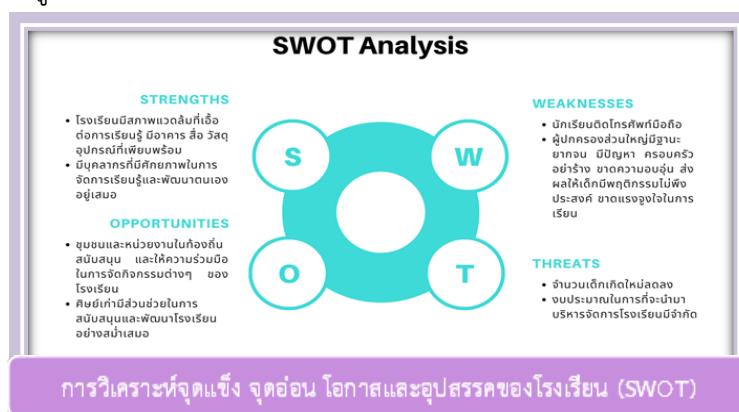 SWOT Analysis
STRENGTHS
• โรงเรียนมีสภาพแวดล้อมที่เอื้อ
ต่อการเรียนรู้ มีอาคาร สื่อ วัสดุ
อุปกรณ์ที่เพียบพร้อม
• มีบุคลากรที่มีศักยภาพในการ
จัดการเรียนรู้และพัฒนาตนเอง
อยู่เสมอ
OPPORTUNITIES
• ชุมชนและหน่วยงานในท้องถิ่น
สนับสนุน และให้ความร่วมมือ
ในการจัดกิจกรรมต่างๆ ของ
โรงเรียน
• ศิษย์เก่ามีส่วนช่วยในการ
สนับสนุนและพัฒนาโรงเรียน
อย่างสม่ำเสมอ
S
W
O
T
WEAKNESSES
• นักเรียนติดโทรศัพท์มือถือ
• ผู้ปกครองส่วนใหญ่มีฐานะ
ยากจน มีปัญหา ครอบครัว
อย่าร้าง ขาดความอบอุ่น ส่ง
ผลให้เด็กมีพฤติกรรมไม่พึง
ประสงค์ ขาดแรงจูงใจในการ
เรียน
THREATS
• จำนวนเด็กเกิดใหม่ลดลง
• งบประมาณในการที่จะนำมา
บริหารจัดการโรงเรียนมีจำกัด
การวิเคราะห์จุดแข็ง จุดอ่อน โอกาสและอุปสรรคของโรงเรียน (SWOT)